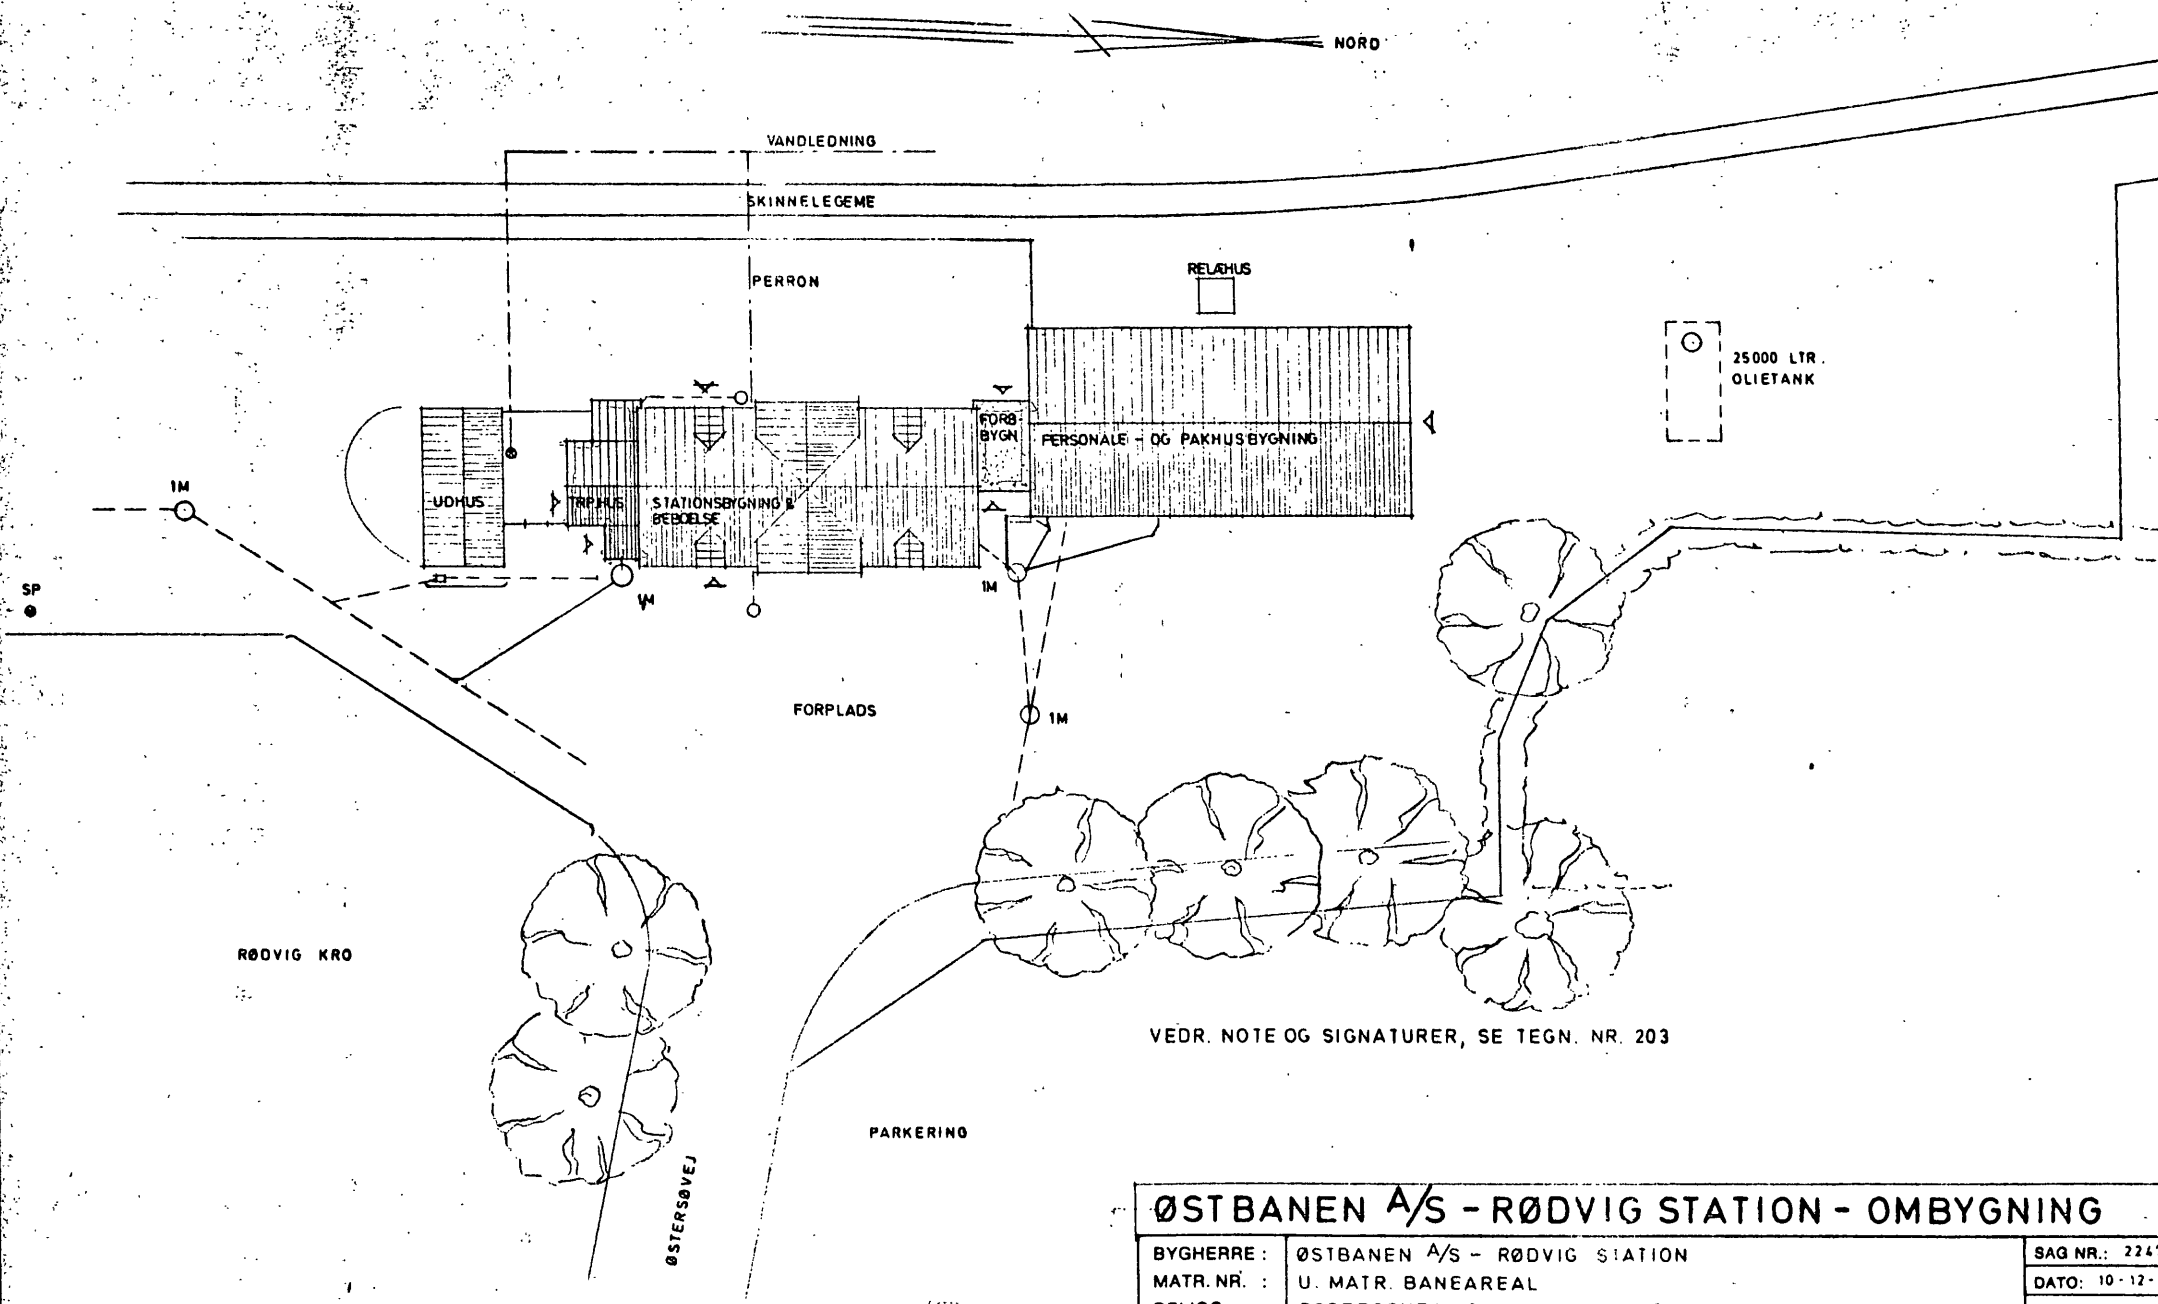 NORD
VANDLEDNING
SKINNELEGEME
PERRON
RELÆHUS
25000 LTR.
OLIETANK
FORB-
BYGN
PERSONALE - OG PAKHUSBYGNING
1M
UDHUS
STATIONSBYGNING &
BEBOELSE
SP
1M
1M
FORPLADS
1M
RØDVIG KRO
VEDR. NOTE OG SIGNATURER, SE TEGN. NR. 203
PARKERING
ØSTERSØVEJ
ØSTBANEN A/S - RØDVIG STATION - OMBYGNING
BYGHERRE : ØSTBANEN A/S - RØDVIG STATION
SAG NR.: 224
MATR. NR. : U. MATR. BANEAREAL
DATO: 10-12-